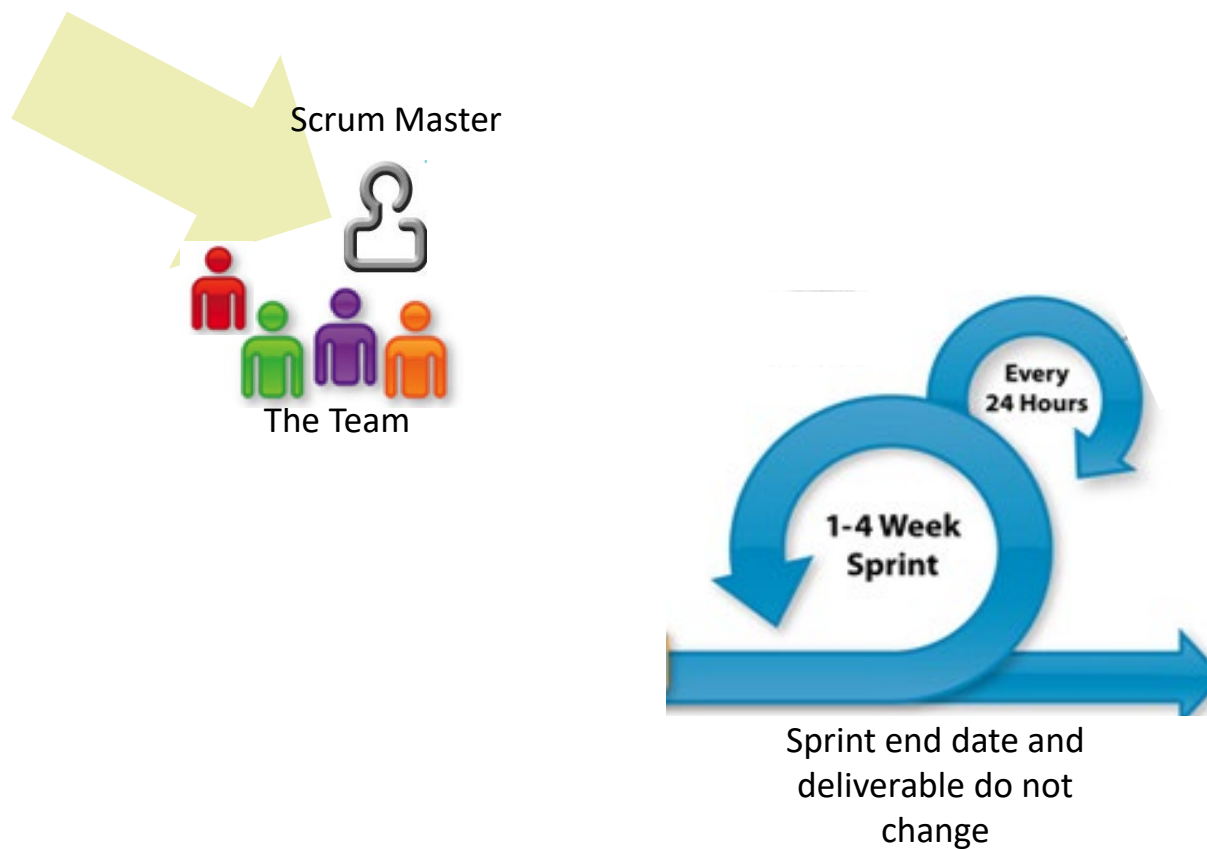 Scrum Master
The Team
Every
24 Hours
1-4 Week
Sprint
Sprint end date and
deliverable do not
change